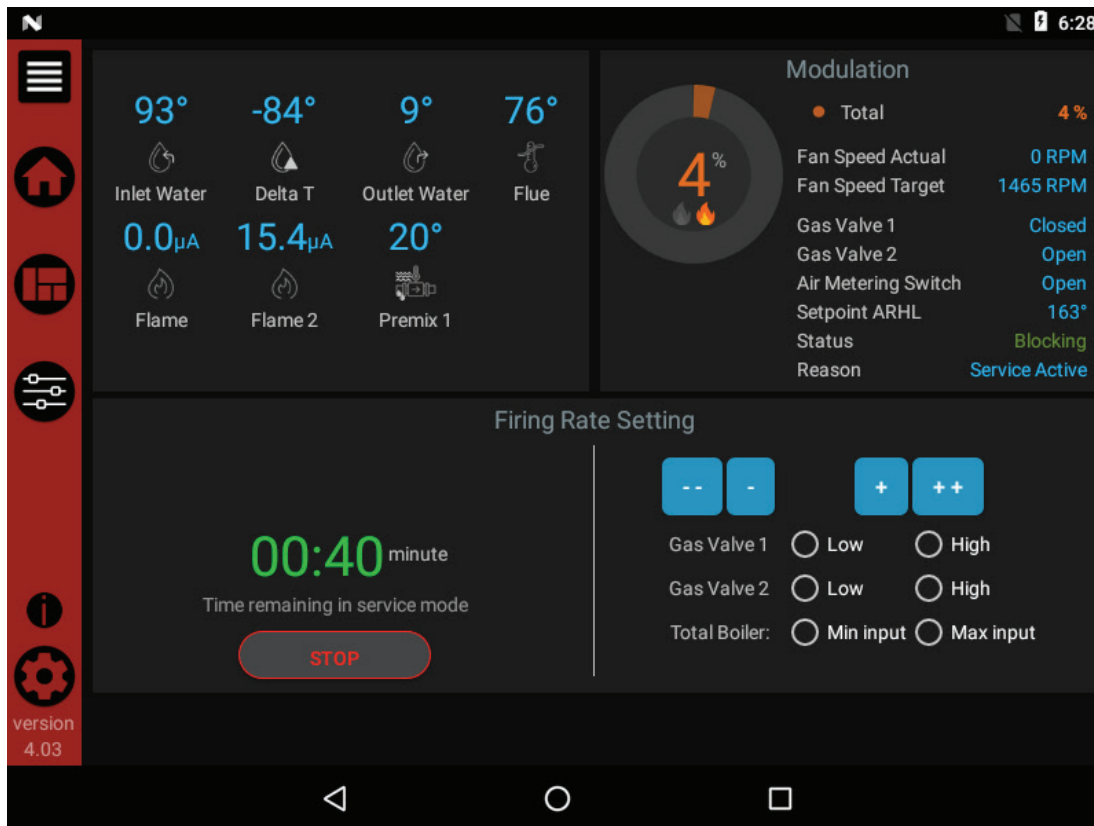 6:28
93° -84° 9° 76°
Inlet Water Delta T Outlet Water Flue
0.0µA 15.4µA 20°
Flame Flame 2 Premix 1
Modulation
Total 4 %
4%
Fan Speed Actual 0 RPM
Fan Speed Target 1465 RPM
Gas Valve 1 Closed
Gas Valve 2 Open
Air Metering Switch Open
Setpoint ARHL 163°
Status Blocking
Reason Service Active
Firing Rate Setting
-- - + ++
00:40 minute
Time remaining in service mode
STOP
Gas Valve 1 Low High
Gas Valve 2 Low High
Total Boiler: Min input Max input
version
4.03